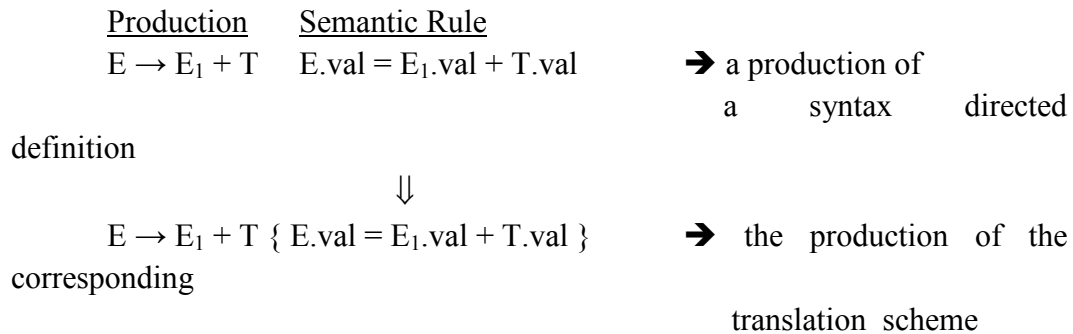 Production Semantic Rule
E → E₁ + T E.val = E₁.val + T.val ➔ a production of
a syntax directed
definition
⇓
E → E₁ + T { E.val = E₁.val + T.val } ➔ the production of the
corresponding
translation scheme